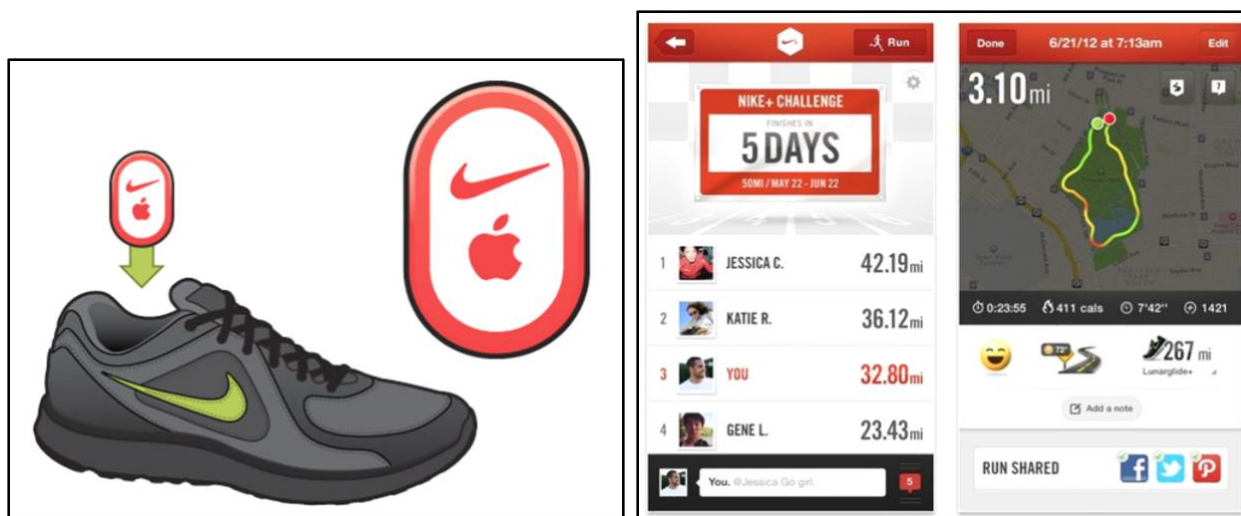 Run
NIKE+ CHALLENGE
FINISHES IN
5 DAYS
50MI / MAY 22 - JUN 22
1 JESSICA C. 42.19mi
2 KATIE R. 36.12mi
3 YOU 32.80mi
4 GENE L. 23.43mi
You. @Jessica Go girl.
5
Done 6/21/12 at 7:13am Edit
3.10mi
0:23:55 411 cals 7'42" 1421
72°
267 mi
Lunarglide+
Add a note
RUN SHARED